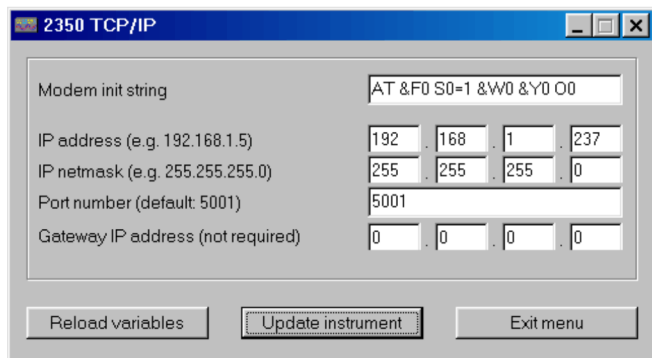 2350 TCP/IP
Modem init string AT &F0 S0=1 &W0 &Y0 O0
IP address (e.g. 192.168.1.5) 192 . 168 . 1 . 237
IP netmask (e.g. 255.255.255.0) 255 . 255 . 255 . 0
Port number (default: 5001) 5001
Gateway IP address (not required) 0 . 0 . 0 . 0
Reload variables Update instrument Exit menu